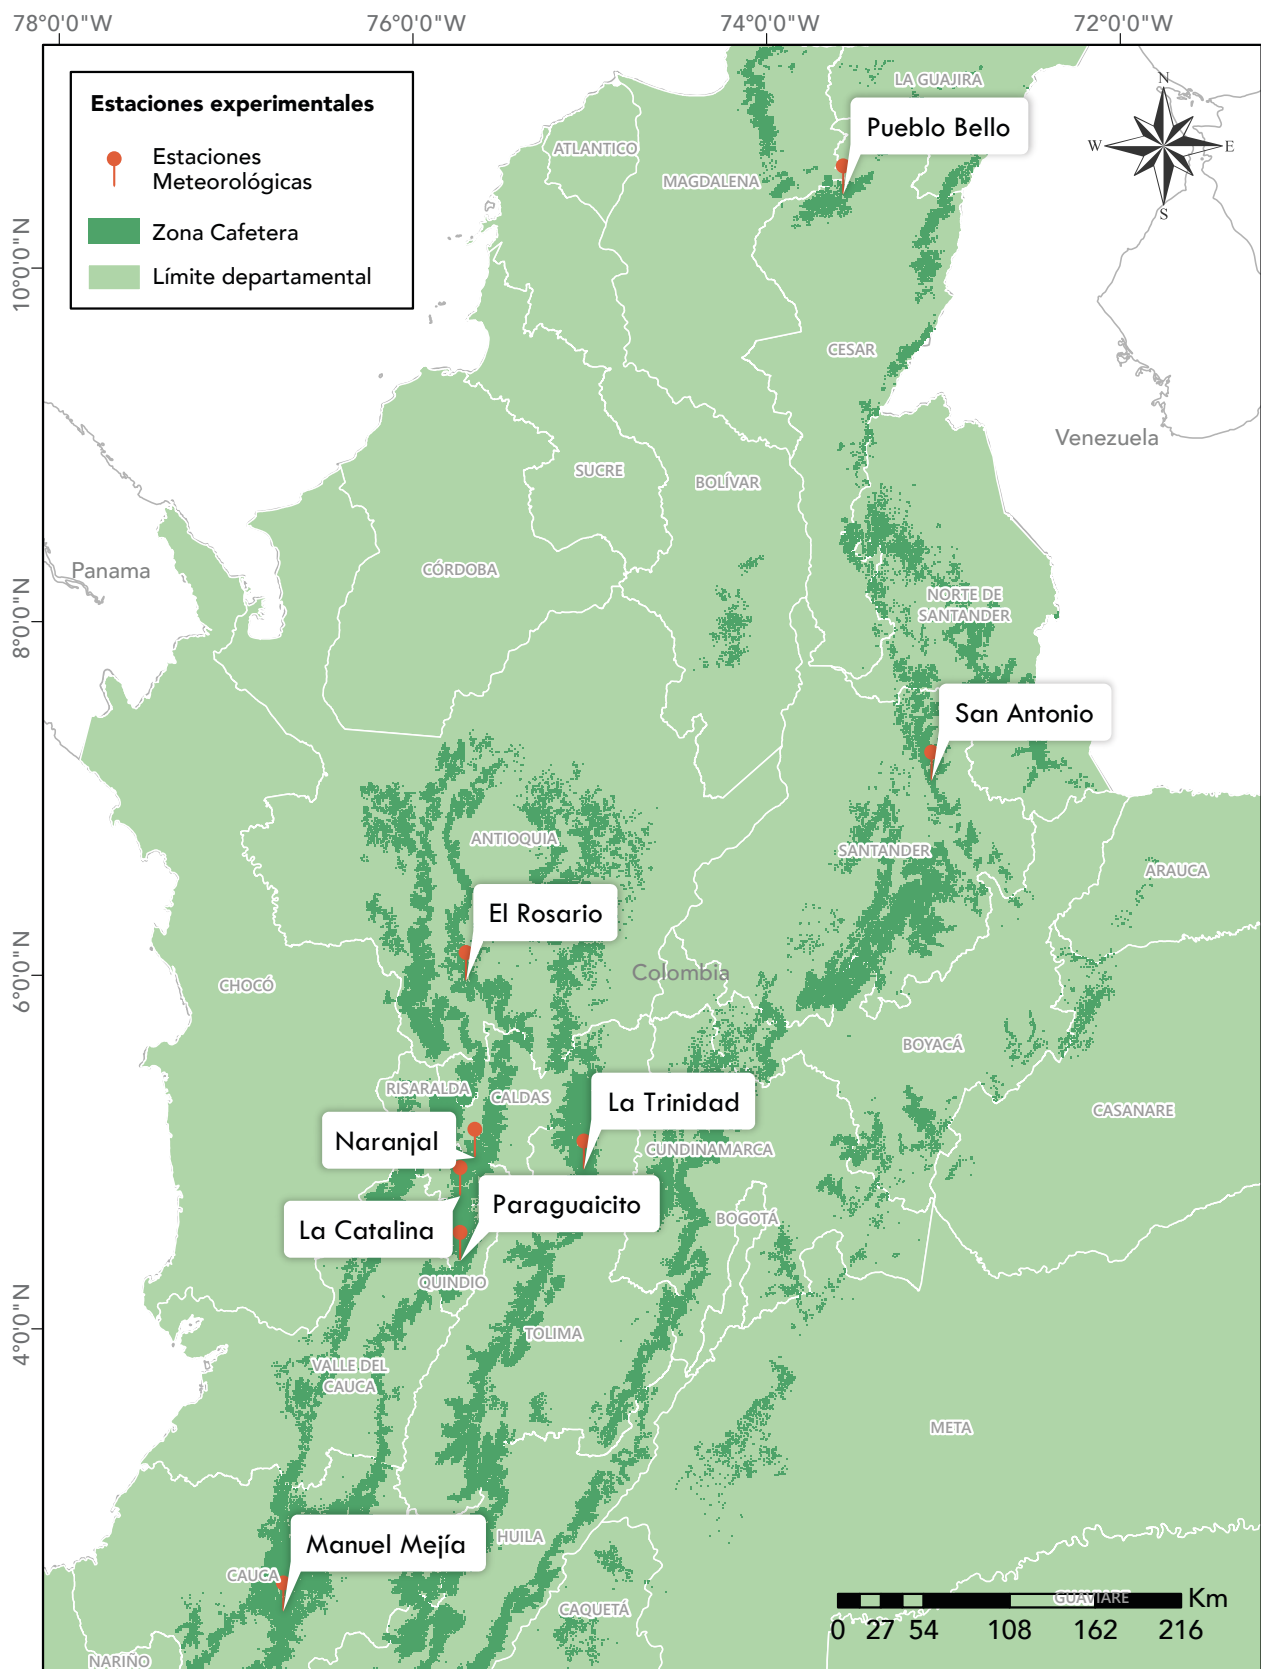 78°0'0"W
76°0'0"W
74°0'0"W
72°0'0"W
10°0'0"N
8°0'0"N
6°0'0"N
4°0'0"N
Estaciones experimentales
Estaciones
Meteorológicas
Zona Cafetera
Límite departamental
N
W
E
S
LA GUAJIRA
Pueblo Bello
ATLANTICO
MAGDALENA
CESAR
Venezuela
SUCRE
BOLÍVAR
Panama
CÓRDOBA
NORTE DE
SANTANDER
San Antonio
ANTIOQUIA
SANTANDER
ARAUCA
El Rosario
Colombia
CHOCÓ
BOYACÁ
RISARALDA
CALDAS
La Trinidad
CASANARE
Naranjal
CUNDINAMARCA
Paraguaicito
La Catalina
BOGOTÁ
QUINDIO
TOLIMA
VALLE DEL
CAUCA
META
Manuel Mejía
HUILA
CAUCA
CAQUETÁ
GUAVIARE
NARIÑO
Km
0 27 54 108 162 216